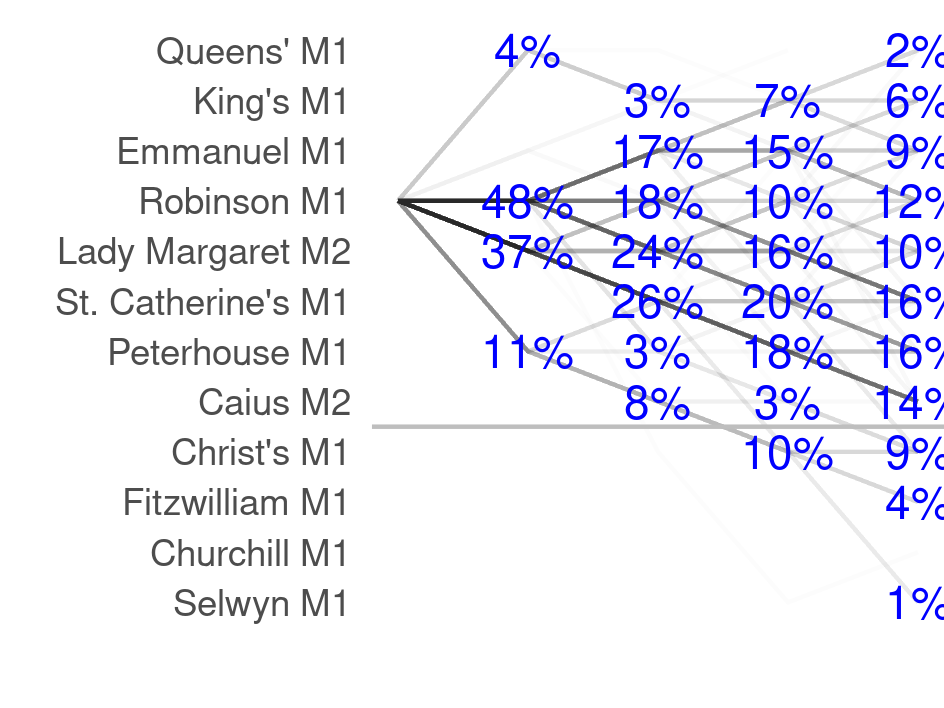 Queens' M1 4% 2%
King's M1 3% 7% 6%
Emmanuel M1 17% 15% 9%
Robinson M1 48% 18% 10% 12%
Lady Margaret M2 37% 24% 16% 10%
St. Catherine's M1 26% 20% 16%
Peterhouse M1 11% 3% 18% 16%
Caius M2 8% 3% 14%
Christ's M1 10% 9%
Fitzwilliam M1 4%
Churchill M1
Selwyn M1 1%